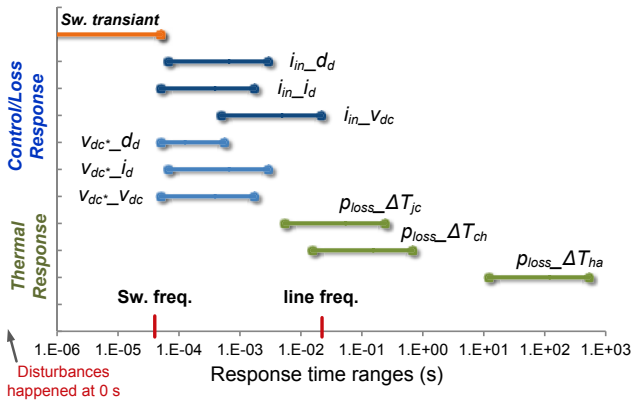 Sw. transiant
i_in_d_d
i_in_i_d
i_in_v_dc
v_dc*_d_d
v_dc*_i_d
v_dc*_v_dc
p_loss_ΔT_jc
p_loss_ΔT_ch
p_loss_ΔT_ha
Control/Loss
Response
Thermal
Response
Sw. freq.
line freq.
1.E-06 1.E-05 1.E-04 1.E-03 1.E-02 1.E-01 1.E+00 1.E+01 1.E+02 1.E+03
Response time ranges (s)
Disturbances
happened at 0 s